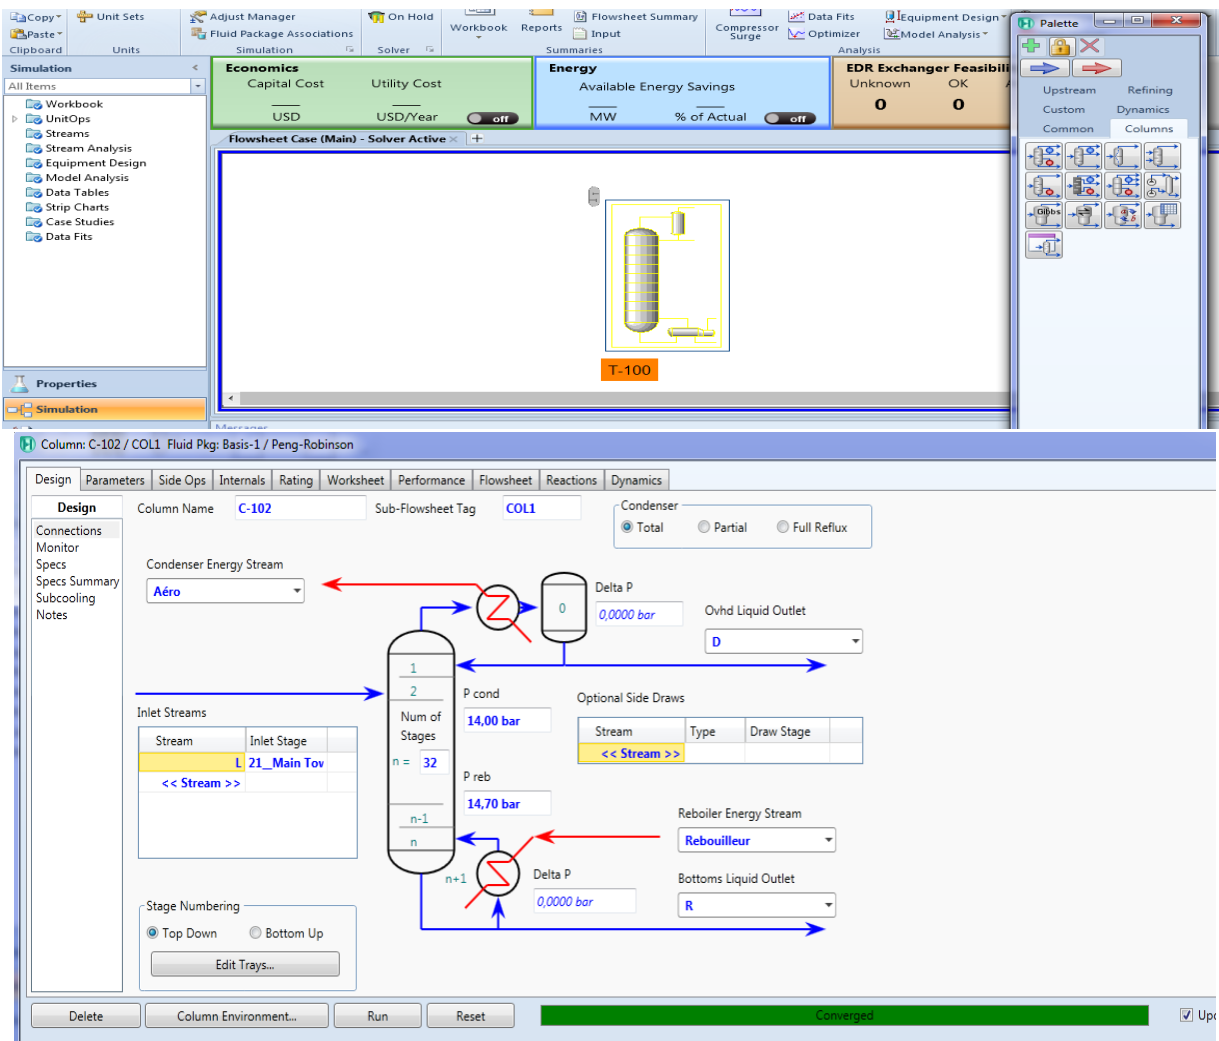 Copy Unit Sets Adjust Manager On Hold Flowsheet Summary Data Fits Equipment Design
Paste Fluid Package Associations Workbook Reports Input Compressor Surge Optimizer Model Analysis
Clipboard Units Simulation Solver Summaries Analysis
Palette
Upstream Refining
Custom Dynamics
Common Columns
Gibbs
Simulation <
All Items
Workbook
UnitOps
Streams
Stream Analysis
Equipment Design
Model Analysis
Data Tables
Strip Charts
Case Studies
Data Fits
Properties
Simulation
Economics
Capital Cost Utility Cost
USD USD/Year off
Energy
Available Energy Savings
MW % of Actual off
EDR Exchanger Feasibili
Unknown OK
0 0
Flowsheet Case (Main) - Solver Active × +
T-100
Messages
Column: C-102 / COL1 Fluid Pkg: Basis-1 / Peng-Robinson
Design Parameters Side Ops Internals Rating Worksheet Performance Flowsheet Reactions Dynamics
Design
Connections
Monitor
Specs
Specs Summary
Subcooling
Notes
Column Name C-102 Sub-Flowsheet Tag COL1
Condenser
Total Partial Full Reflux
Condenser Energy Stream
Aéro
Delta P
0,0000 bar
0
Ovhd Liquid Outlet
D
1
2
Num of
Stages
n = 32
n-1
n
n+1
P cond
14,00 bar
P reb
14,70 bar
Optional Side Draws
Stream Type Draw Stage
<< Stream >>
Inlet Streams
Stream Inlet Stage
L 21__Main Tov
<< Stream >>
Reboiler Energy Stream
Rebouilleur
Delta P
0,0000 bar
Bottoms Liquid Outlet
R
Stage Numbering
Top Down Bottom Up
Edit Trays...
Delete Column Environment... Run Reset Converged Upd